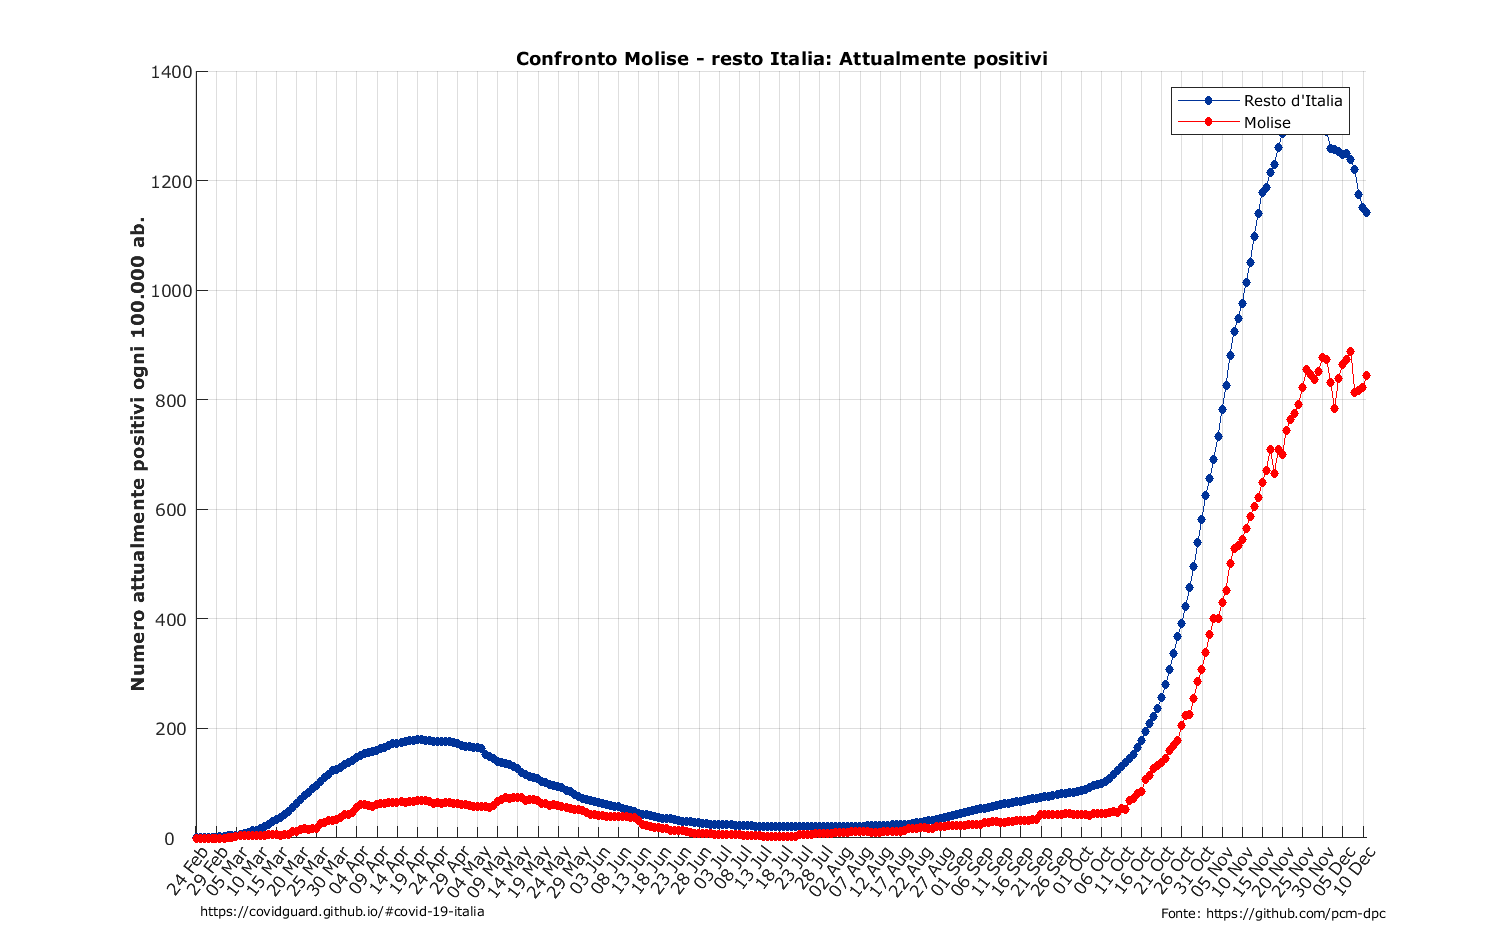 Confronto Molise - resto Italia: Attualmente positivi
1400
1200
1000
800
600
400
200
0
Numero attualmente positivi ogni 100.000 ab.
Resto d'Italia
Molise
24 Feb
29 Feb
05 Mar
10 Mar
15 Mar
20 Mar
25 Mar
30 Mar
04 Apr
09 Apr
14 Apr
19 Apr
24 Apr
29 Apr
04 May
09 May
14 May
19 May
24 May
29 May
03 Jun
08 Jun
13 Jun
18 Jun
23 Jun
28 Jun
03 Jul
08 Jul
13 Jul
18 Jul
23 Jul
28 Jul
02 Aug
07 Aug
12 Aug
17 Aug
22 Aug
27 Aug
01 Sep
06 Sep
11 Sep
16 Sep
21 Sep
26 Sep
01 Oct
06 Oct
11 Oct
16 Oct
21 Oct
26 Oct
31 Oct
05 Nov
10 Nov
15 Nov
20 Nov
25 Nov
30 Nov
05 Dec
10 Dec
https://covidguard.github.io/#covid-19-italia
Fonte: https://github.com/pcm-dpc